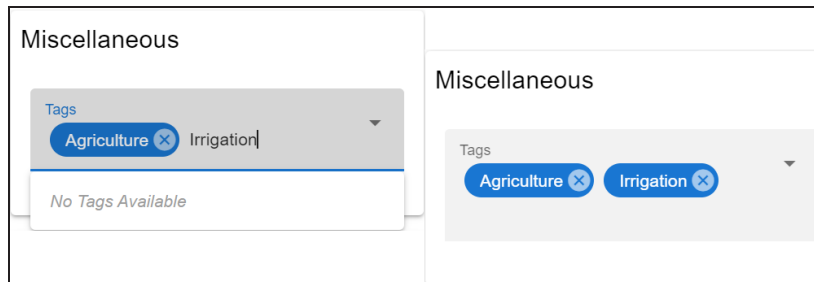 Miscellaneous
Tags
Agriculture Irrigation
No Tags Available
Miscellaneous
Tags
Agriculture Irrigation